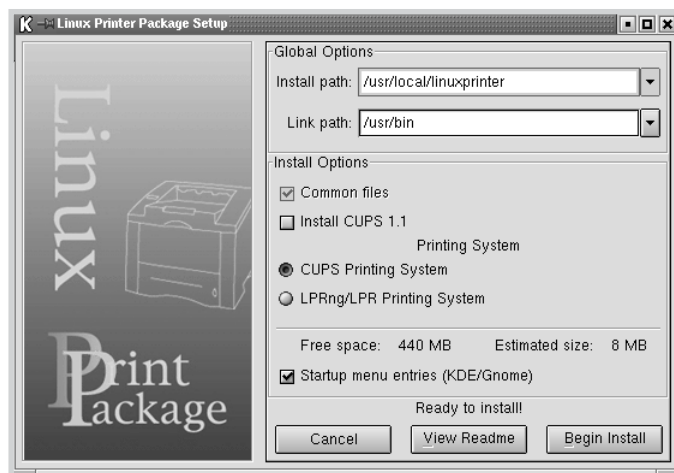 K Linux Printer Package Setup
Linux
Print
Package
Global Options
Install path: /usr/local/linuxprinter
Link path: /usr/bin
Install Options
Common files
Install CUPS 1.1
Printing System
CUPS Printing System
LPRng/LPR Printing System
Free space: 440 MB Estimated size: 8 MB
Startup menu entries (KDE/Gnome)
Ready to install!
Cancel View Readme Begin Install